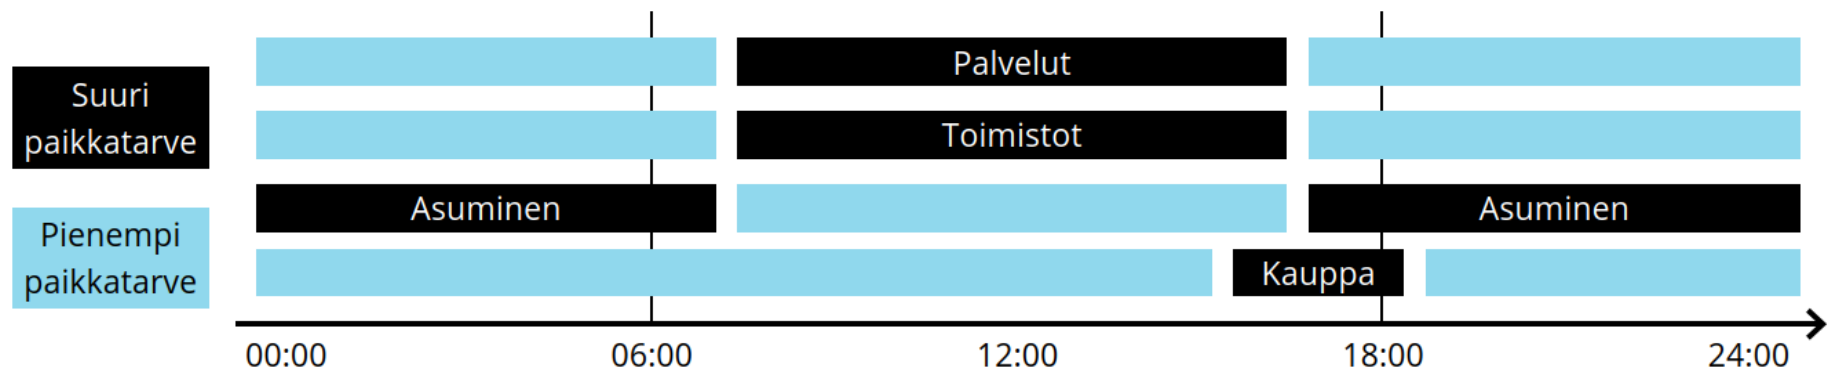 Suuri
paikkatarve
Pienempi
paikkatarve
Palvelut
Toimistot
Asuminen
Asuminen
Kauppa
00:00
06:00
12:00
18:00
24:00